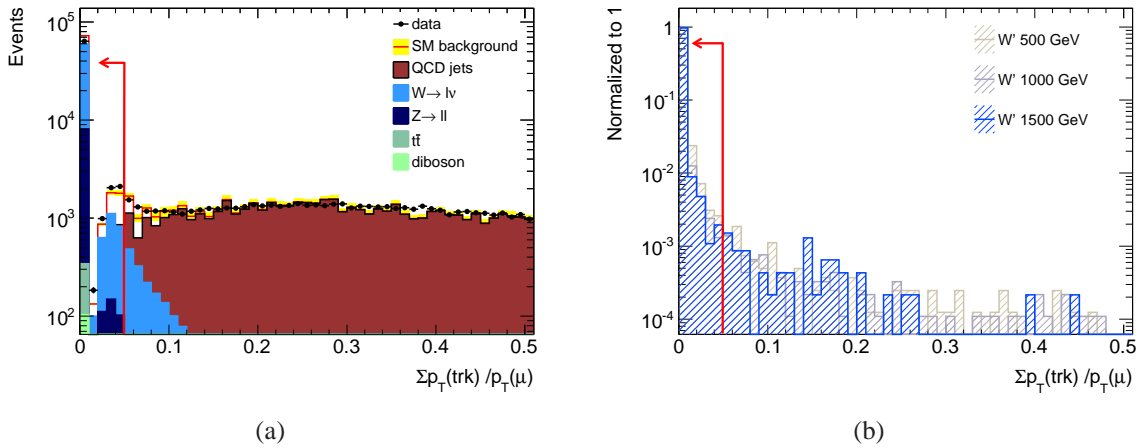 Events
10^5
10^4
10^3
10^2
data
SM background
QCD jets
W→ lν
Z→ ll
tt̄
diboson
0 0.1 0.2 0.3 0.4 0.5
Σp_T(trk) /p_T(μ)
(a)
Normalized to 1
1
10^-1
10^-2
10^-3
10^-4
W' 500 GeV
W' 1000 GeV
W' 1500 GeV
0 0.1 0.2 0.3 0.4 0.5
Σp_T(trk) /p_T(μ)
(b)